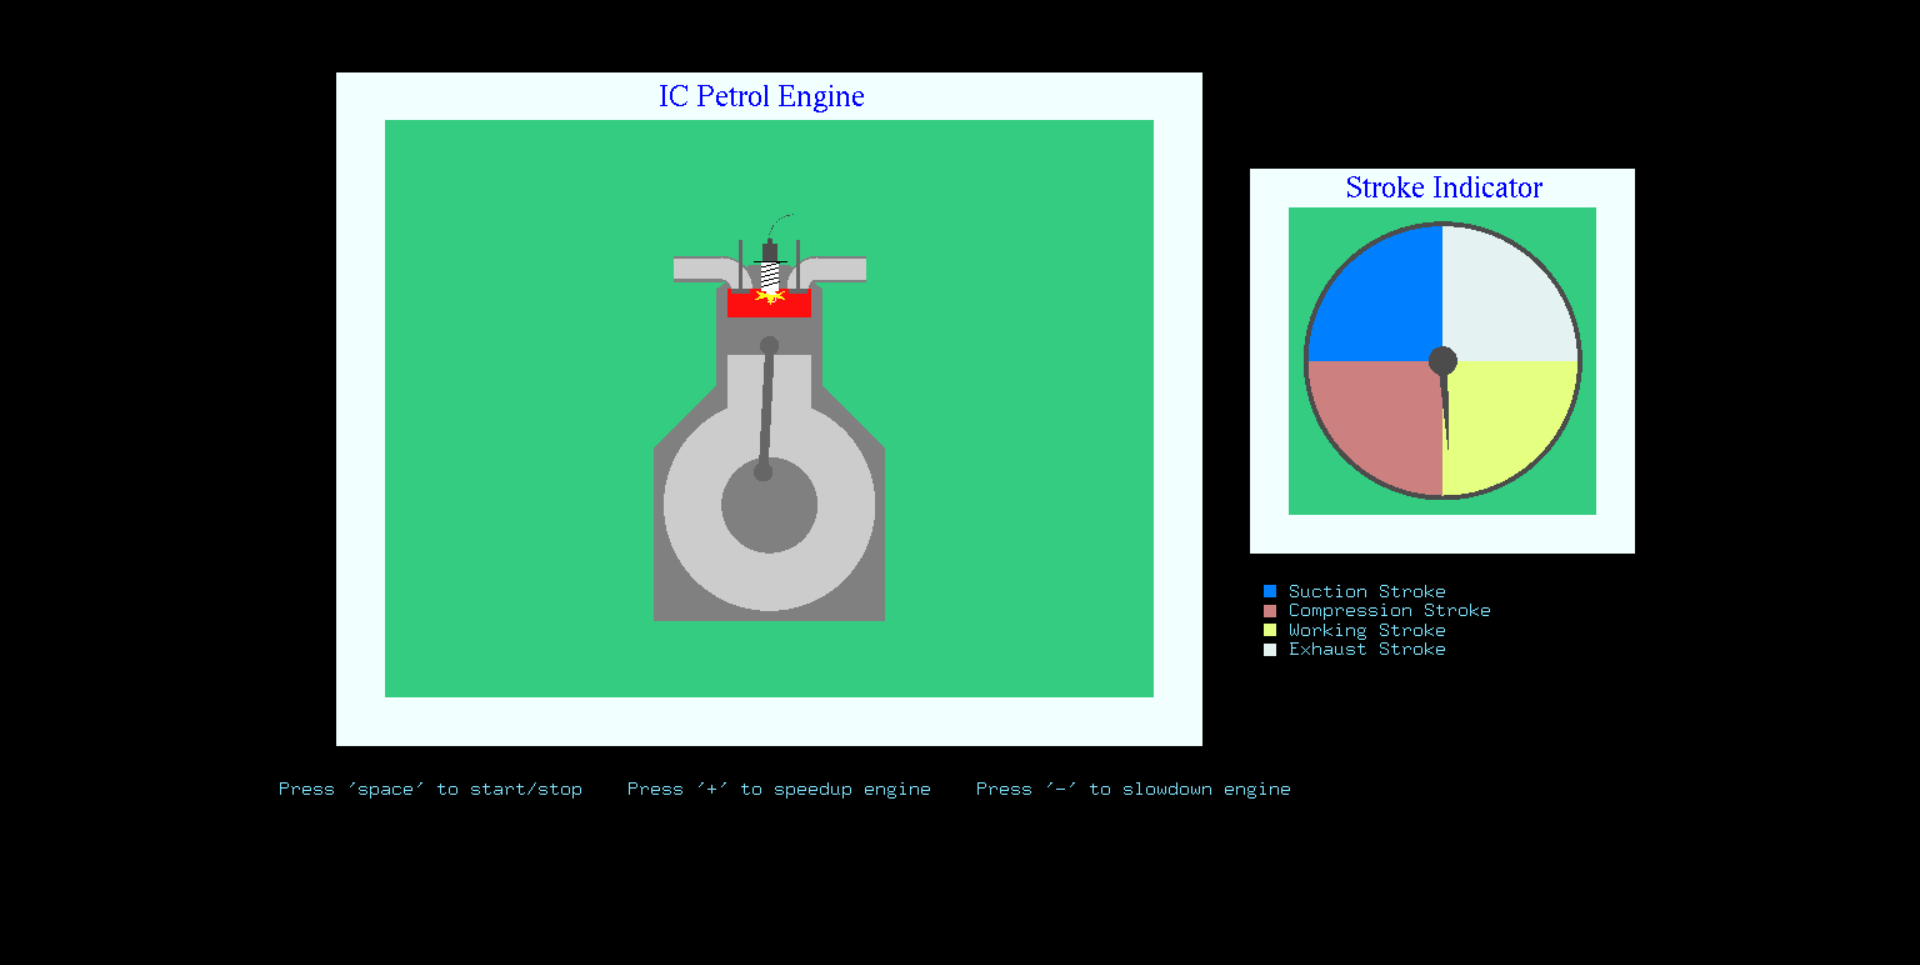 IC Petrol Engine
Stroke Indicator
Suction Stroke
Compression Stroke
Working Stroke
Exhaust Stroke
Press 'space' to start/stop    Press '+' to speedup engine    Press '-' to slowdown engine